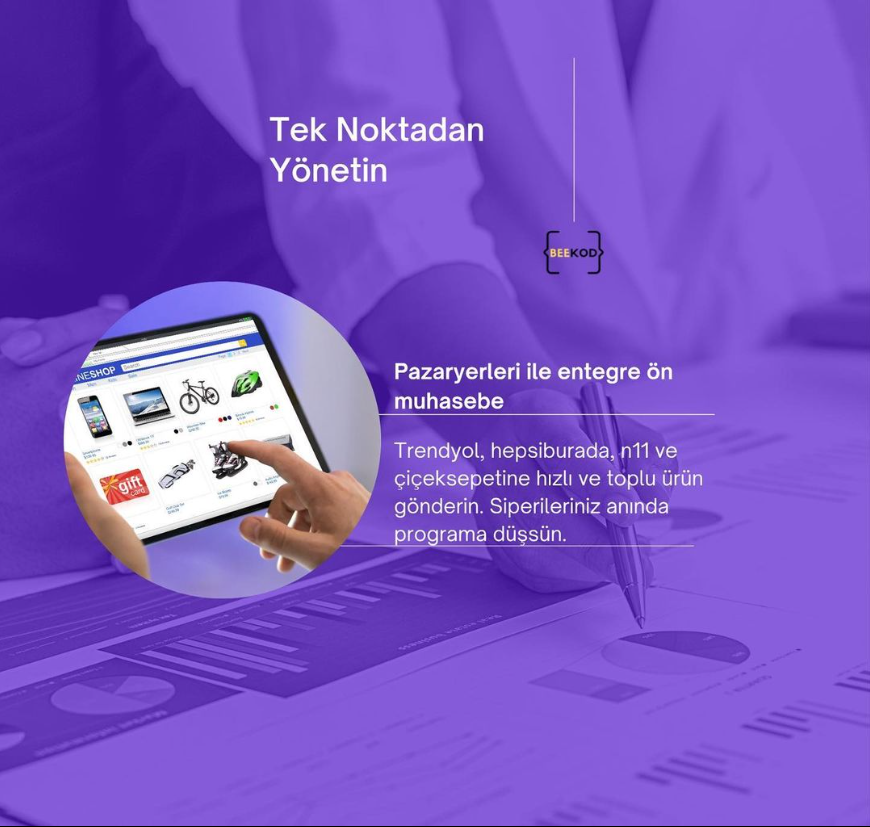 Tek Noktadan
Yönetin
BEEKOD
Pazaryerleri ile entegre ön
muhasebe
Trendyol, hepsiburada, n11 ve
çiçeksepetine hızlı ve toplu ürün
gönderin. Siperileriniz anında
programa düşsün.
NESHOP
Search
gift
card